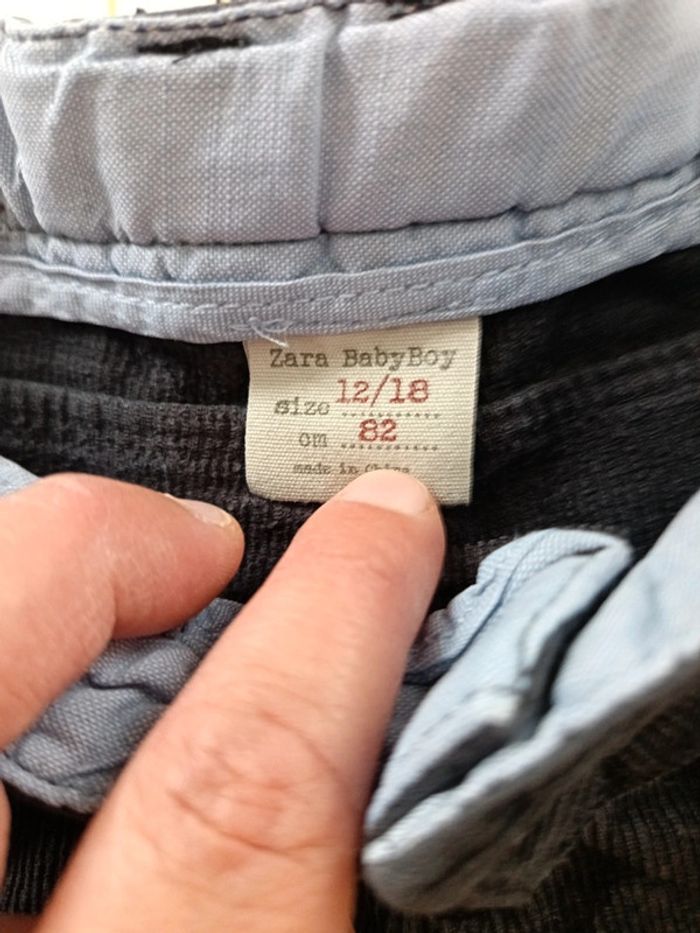 Zara BabyBoy
size 12/18
cm 82
made in China